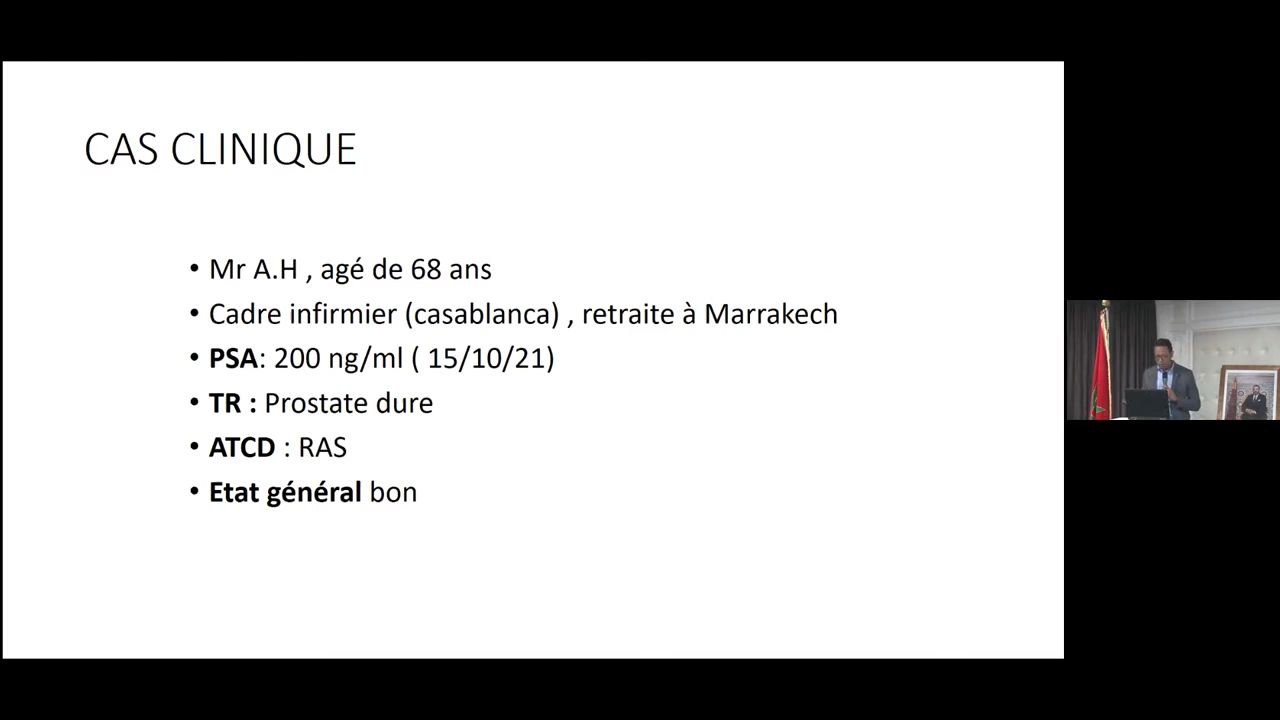 CAS CLINIQUE
• Mr A.H , agé de 68 ans
• Cadre infirmier (casablanca) , retraite à Marrakech
• PSA: 200 ng/ml ( 15/10/21)
• TR : Prostate dure
• ATCD : RAS
• Etat général bon